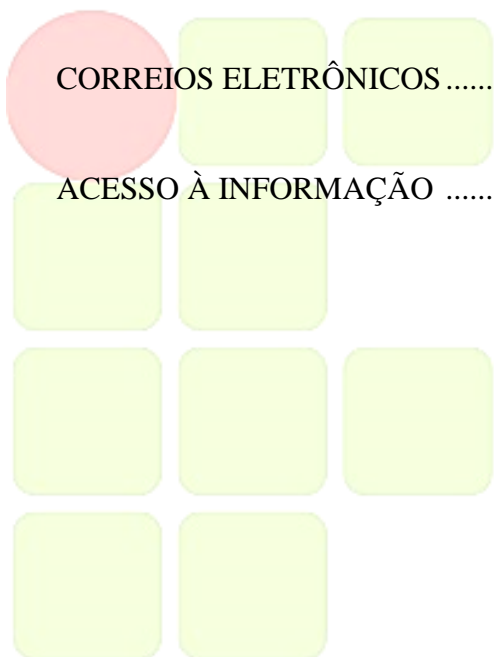 CORREIOS ELETRÔNICOS ......
ACESSO À INFORMAÇÃO ......